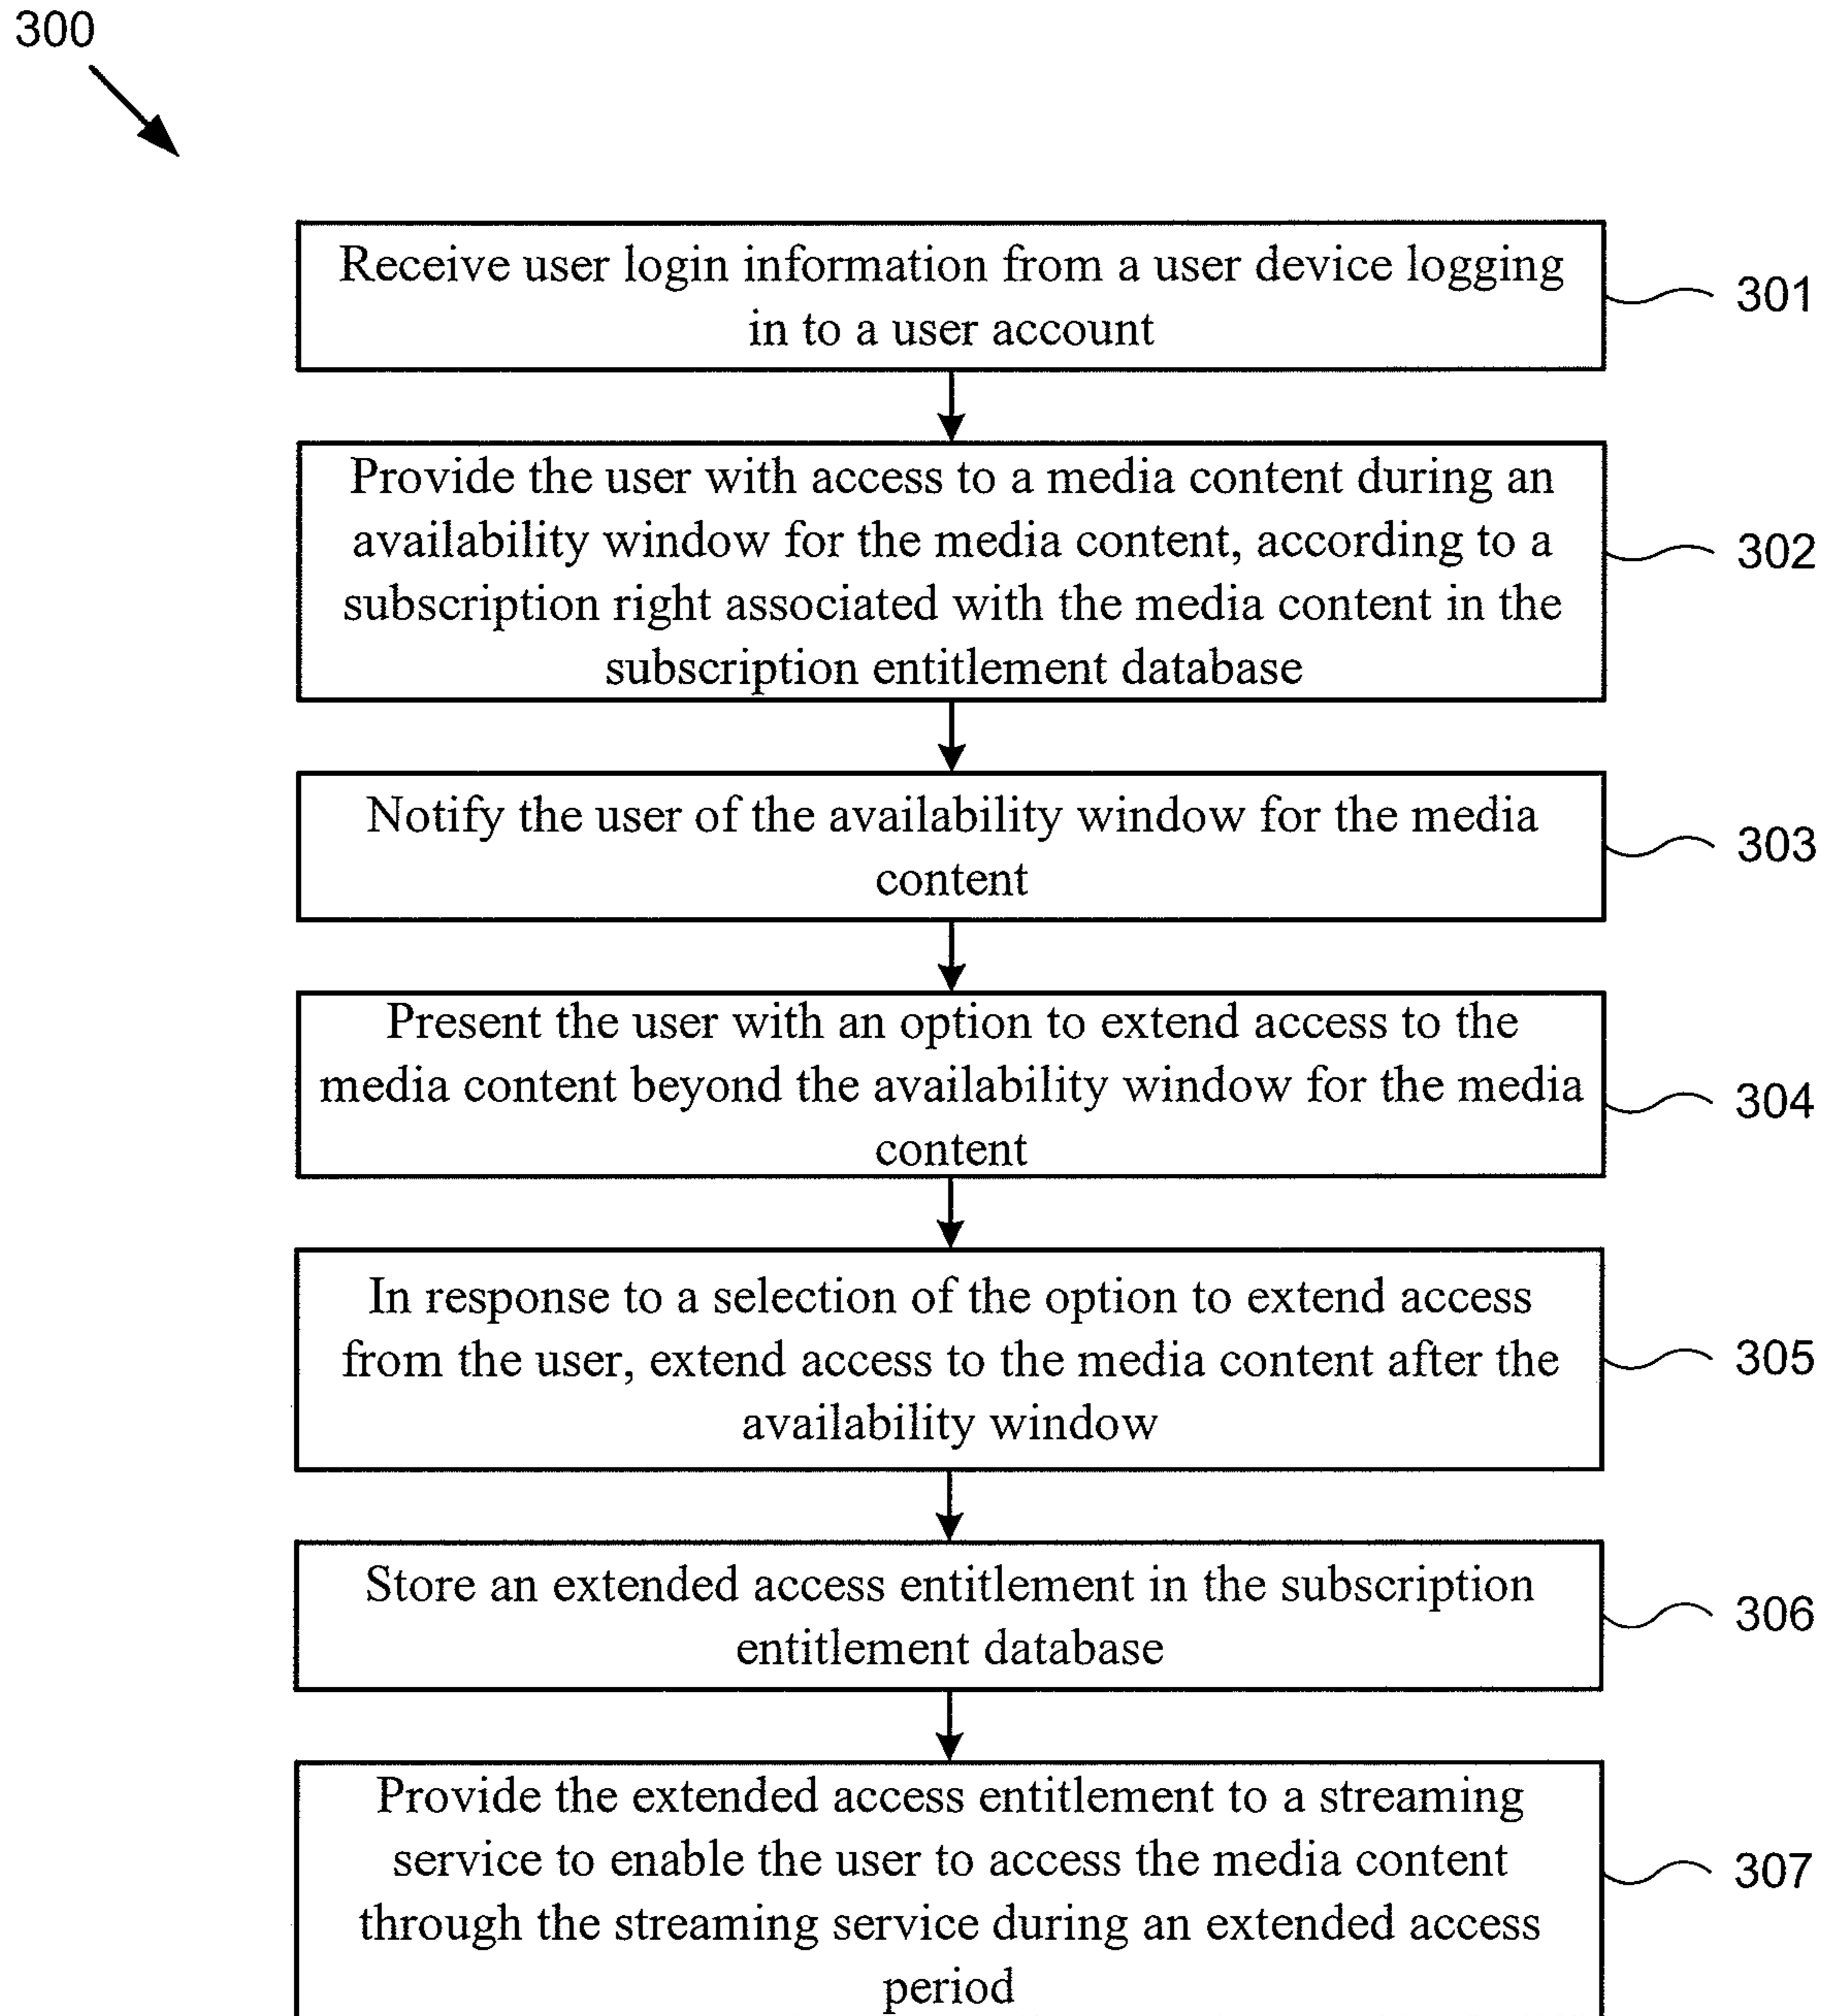 300
Receive user login information from a user device logging
in to a user account
301
Provide the user with access to a media content during an
availability window for the media content, according to a
subscription right associated with the media content in the
subscription entitlement database
302
Notify the user of the availability window for the media
content
303
Present the user with an option to extend access to the
media content beyond the availability window for the media
content
304
In response to a selection of the option to extend access
from the user, extend access to the media content after the
availability window
305
Store an extended access entitlement in the subscription
entitlement database
306
Provide the extended access entitlement to a streaming
service to enable the user to access the media content
through the streaming service during an extended access
period
307